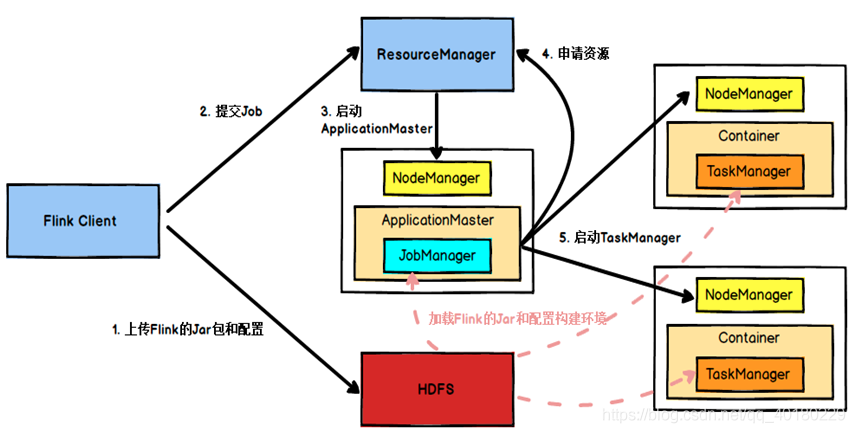 ResourceManager
4. 申请资源
NodeManager
2. 提交Job
3. 启动
ApplicationMaster
Container
TaskManager
NodeManager
Flink Client
ApplicationMaster
JobManager
5. 启动TaskManager
NodeManager
1. 上传Flink的Jar包和配置
加载Flink的Jar和配置构建环境
Container
HDFS
TaskManager
https://blog.csdn.net/qq_40180229